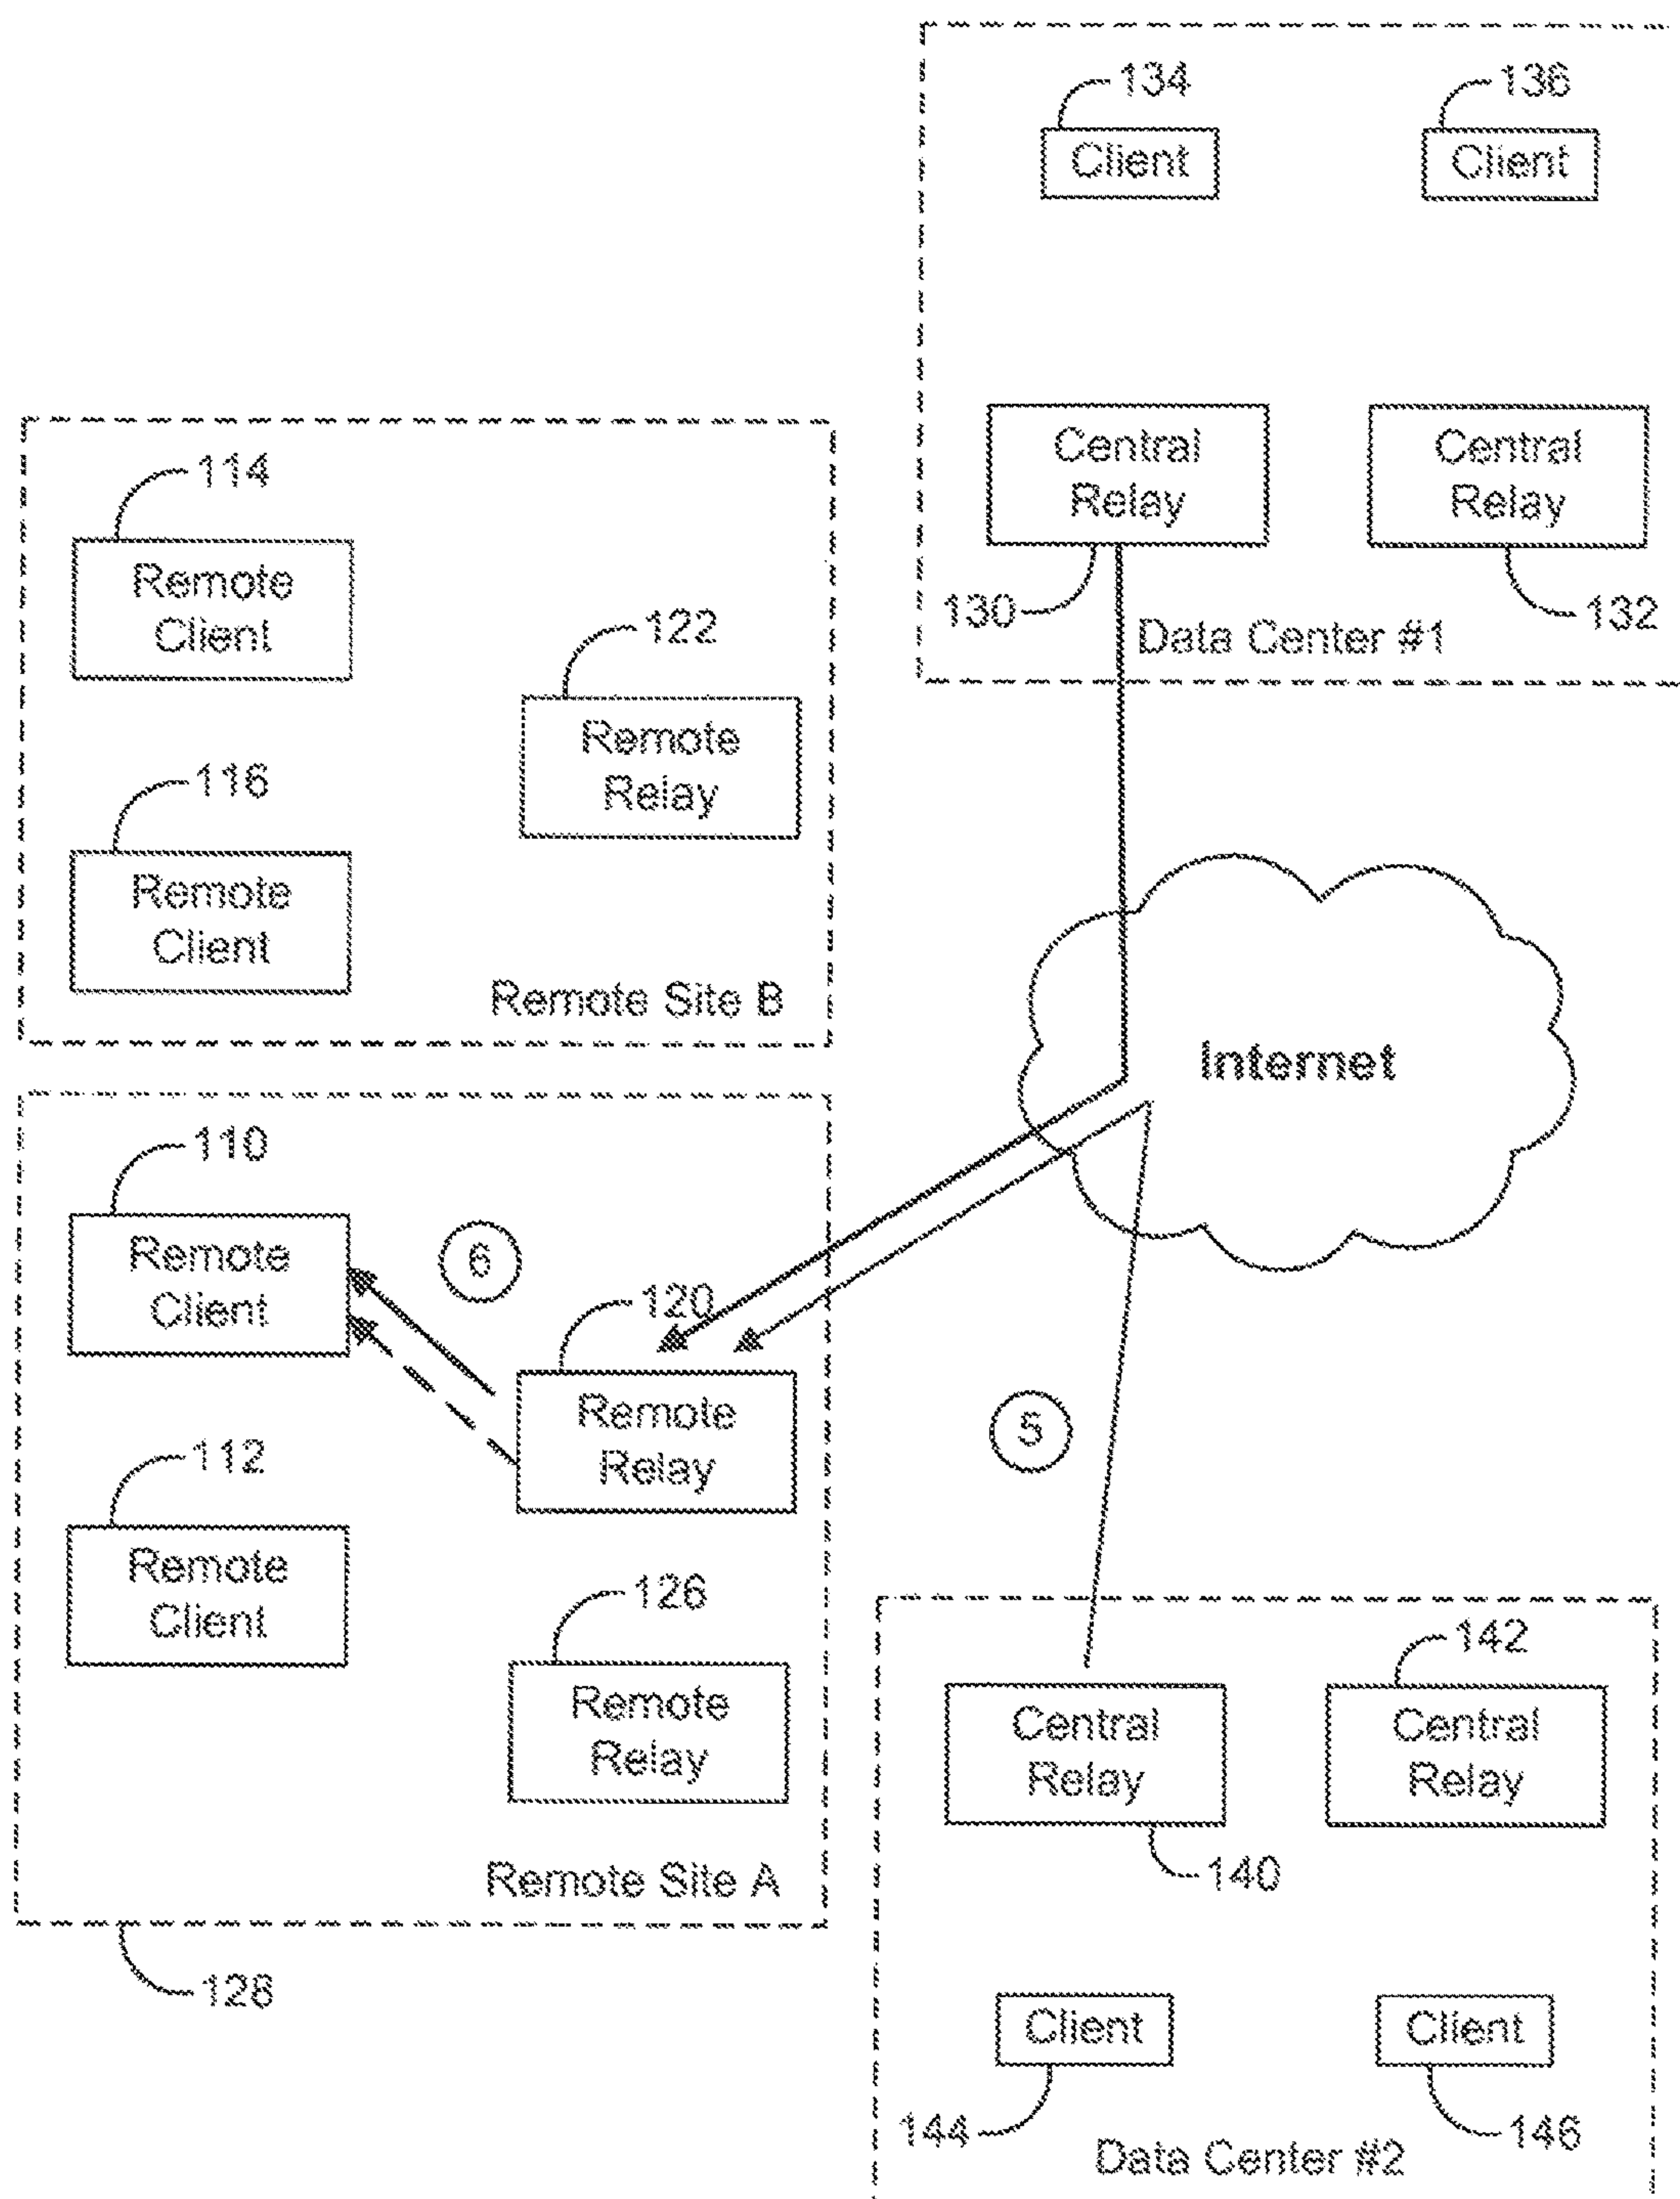 134
136
Client
Client
Central
Relay
Central
Relay
130
132
Data Center #1
114
Remote
Client
122
Remote
Relay
116
Remote
Client
Remote Site B
Internet
110
Remote
Client
6
120
Remote
Relay
5
112
Remote
Client
126
Remote
Relay
Remote Site A
128
142
Central
Relay
Central
Relay
140
Client
Client
144
146
Data Center #2